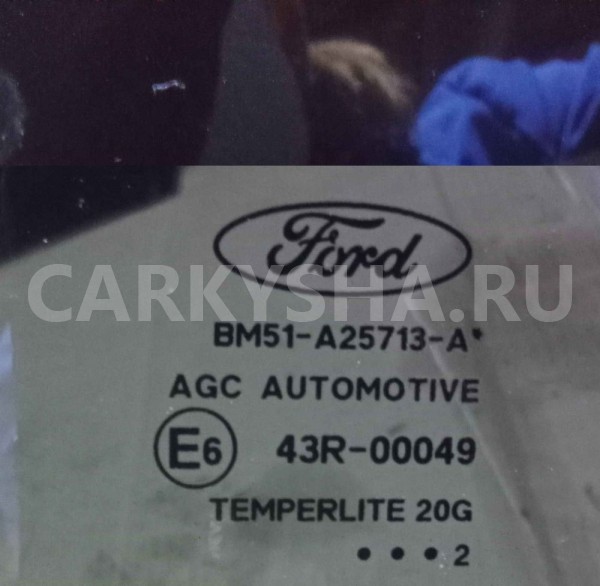 Ford
CARKYSHA.RU
BM51-A25713-A*
AGC AUTOMOTIVE
E6 43R-00049
TEMPERLITE 20G
• • • 2